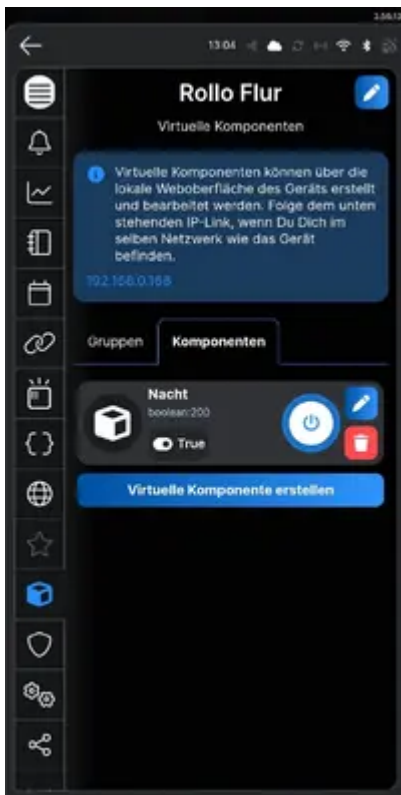 13:04
Rollo Flur
Virtuelle Komponenten
Virtuelle Komponenten können über die
lokale Weboberfläche des Geräts erstellt
und bearbeitet werden. Folge dem unten
stehenden IP-Link, wenn Du Dich im
selben Netzwerk wie das Gerät
befinden.
192.168.0.168
Gruppen Komponenten
Nacht
boolean:200
True
Virtuelle Komponente erstellen